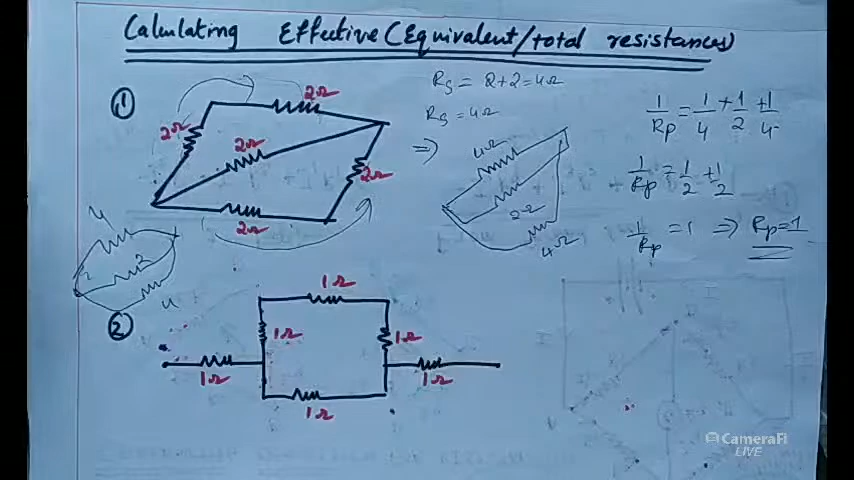 Calculating Effective (Equivalent/total resistances)
① 
2Ω
2Ω
2Ω
2Ω
2Ω
Rs = 2+2=4Ω
Rs = 4Ω
⇒
4Ω
2Ω
4Ω
1/Rp = 1/4 + 1/2 + 1/4
1/Rp = 1/2 + 1/2
1/Rp = 1 ⇒ Rp=1
4
2
4
②
1Ω
1Ω
1Ω
1Ω
1Ω
1Ω
CameraFi
LIVE